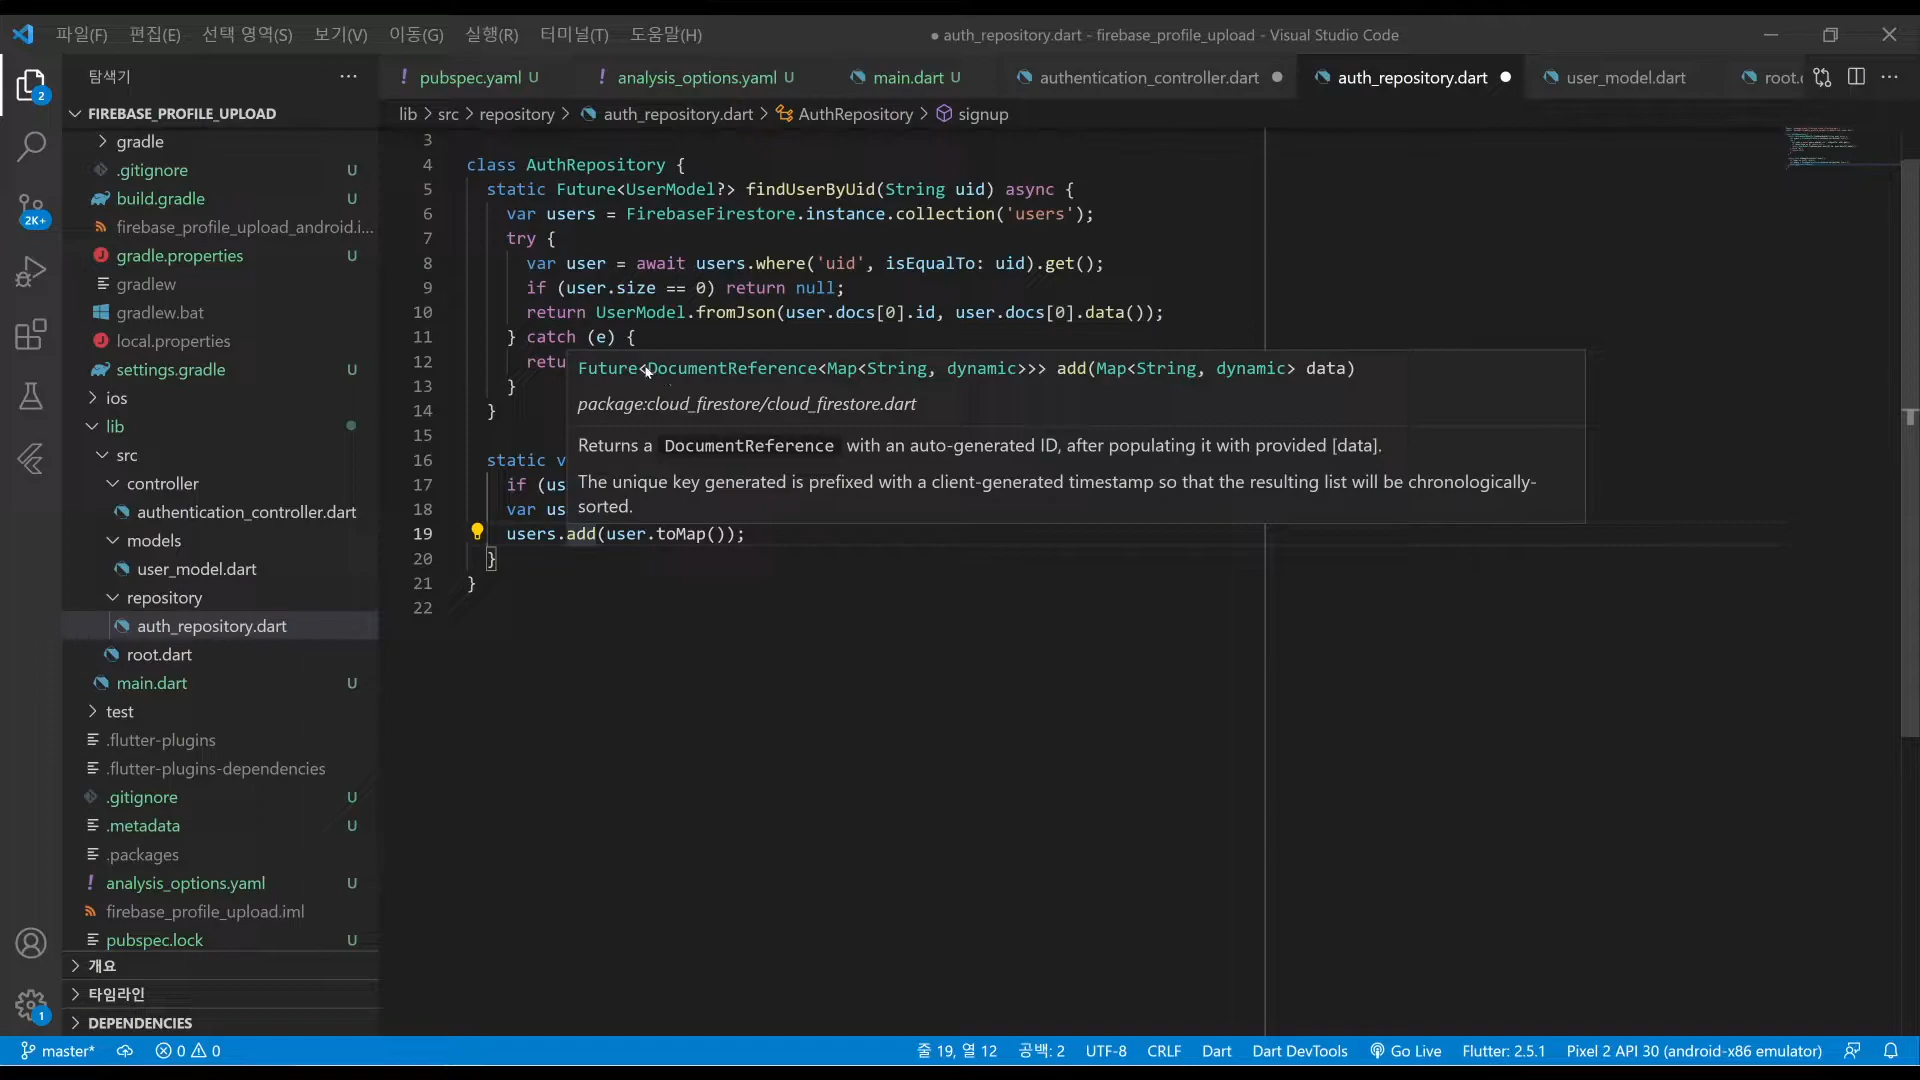 파일(F) 편집(E) 선택 영역(S) 보기(V) 이동(G) 실행(R) 터미널(T) 도움말(H)
● auth_repository.dart - firebase_profile_upload - Visual Studio Code
탐색기
! pubspec.yaml U
! analysis_options.yaml U
main.dart U
authentication_controller.dart
auth_repository.dart
user_model.dart
root.
lib > src > repository > auth_repository.dart > AuthRepository > signup
2
2K+
1
FIREBASE_PROFILE_UPLOAD
gradle
.gitignore U
build.gradle U
firebase_profile_upload_android.i...
gradle.properties U
gradlew
gradlew.bat
local.properties
settings.gradle U
ios
lib
src
controller
authentication_controller.dart
models
user_model.dart
repository
auth_repository.dart
root.dart
main.dart U
test
.flutter-plugins
.flutter-plugins-dependencies
.gitignore U
.metadata U
.packages
! analysis_options.yaml U
firebase_profile_upload.iml
pubspec.lock U
개요
타임라인
DEPENDENCIES
3
4 class AuthRepository {
5 static Future<UserModel?> findUserByUid(String uid) async {
6 var users = FirebaseFirestore.instance.collection('users');
7 try {
8 var user = await users.where('uid', isEqualTo: uid).get();
9 if (user.size == 0) return null;
10 return UserModel.fromJson(user.docs[0].id, user.docs[0].data());
11 } catch (e) {
12 retu
13 }
14 }
15
16 static v
17 if (us
18 var us
19 users.add(user.toMap());
20 }
21 }
22
Future<DocumentReference<Map<String, dynamic>>> add(Map<String, dynamic> data)
package:cloud_firestore/cloud_firestore.dart
Returns a DocumentReference with an auto-generated ID, after populating it with provided [data].
The unique key generated is prefixed with a client-generated timestamp so that the resulting list will be chronologically-
sorted.
master* 0 0 줄 19, 열 12 공백: 2 UTF-8 CRLF Dart Dart DevTools Go Live Flutter: 2.5.1 Pixel 2 API 30 (android-x86 emulator)